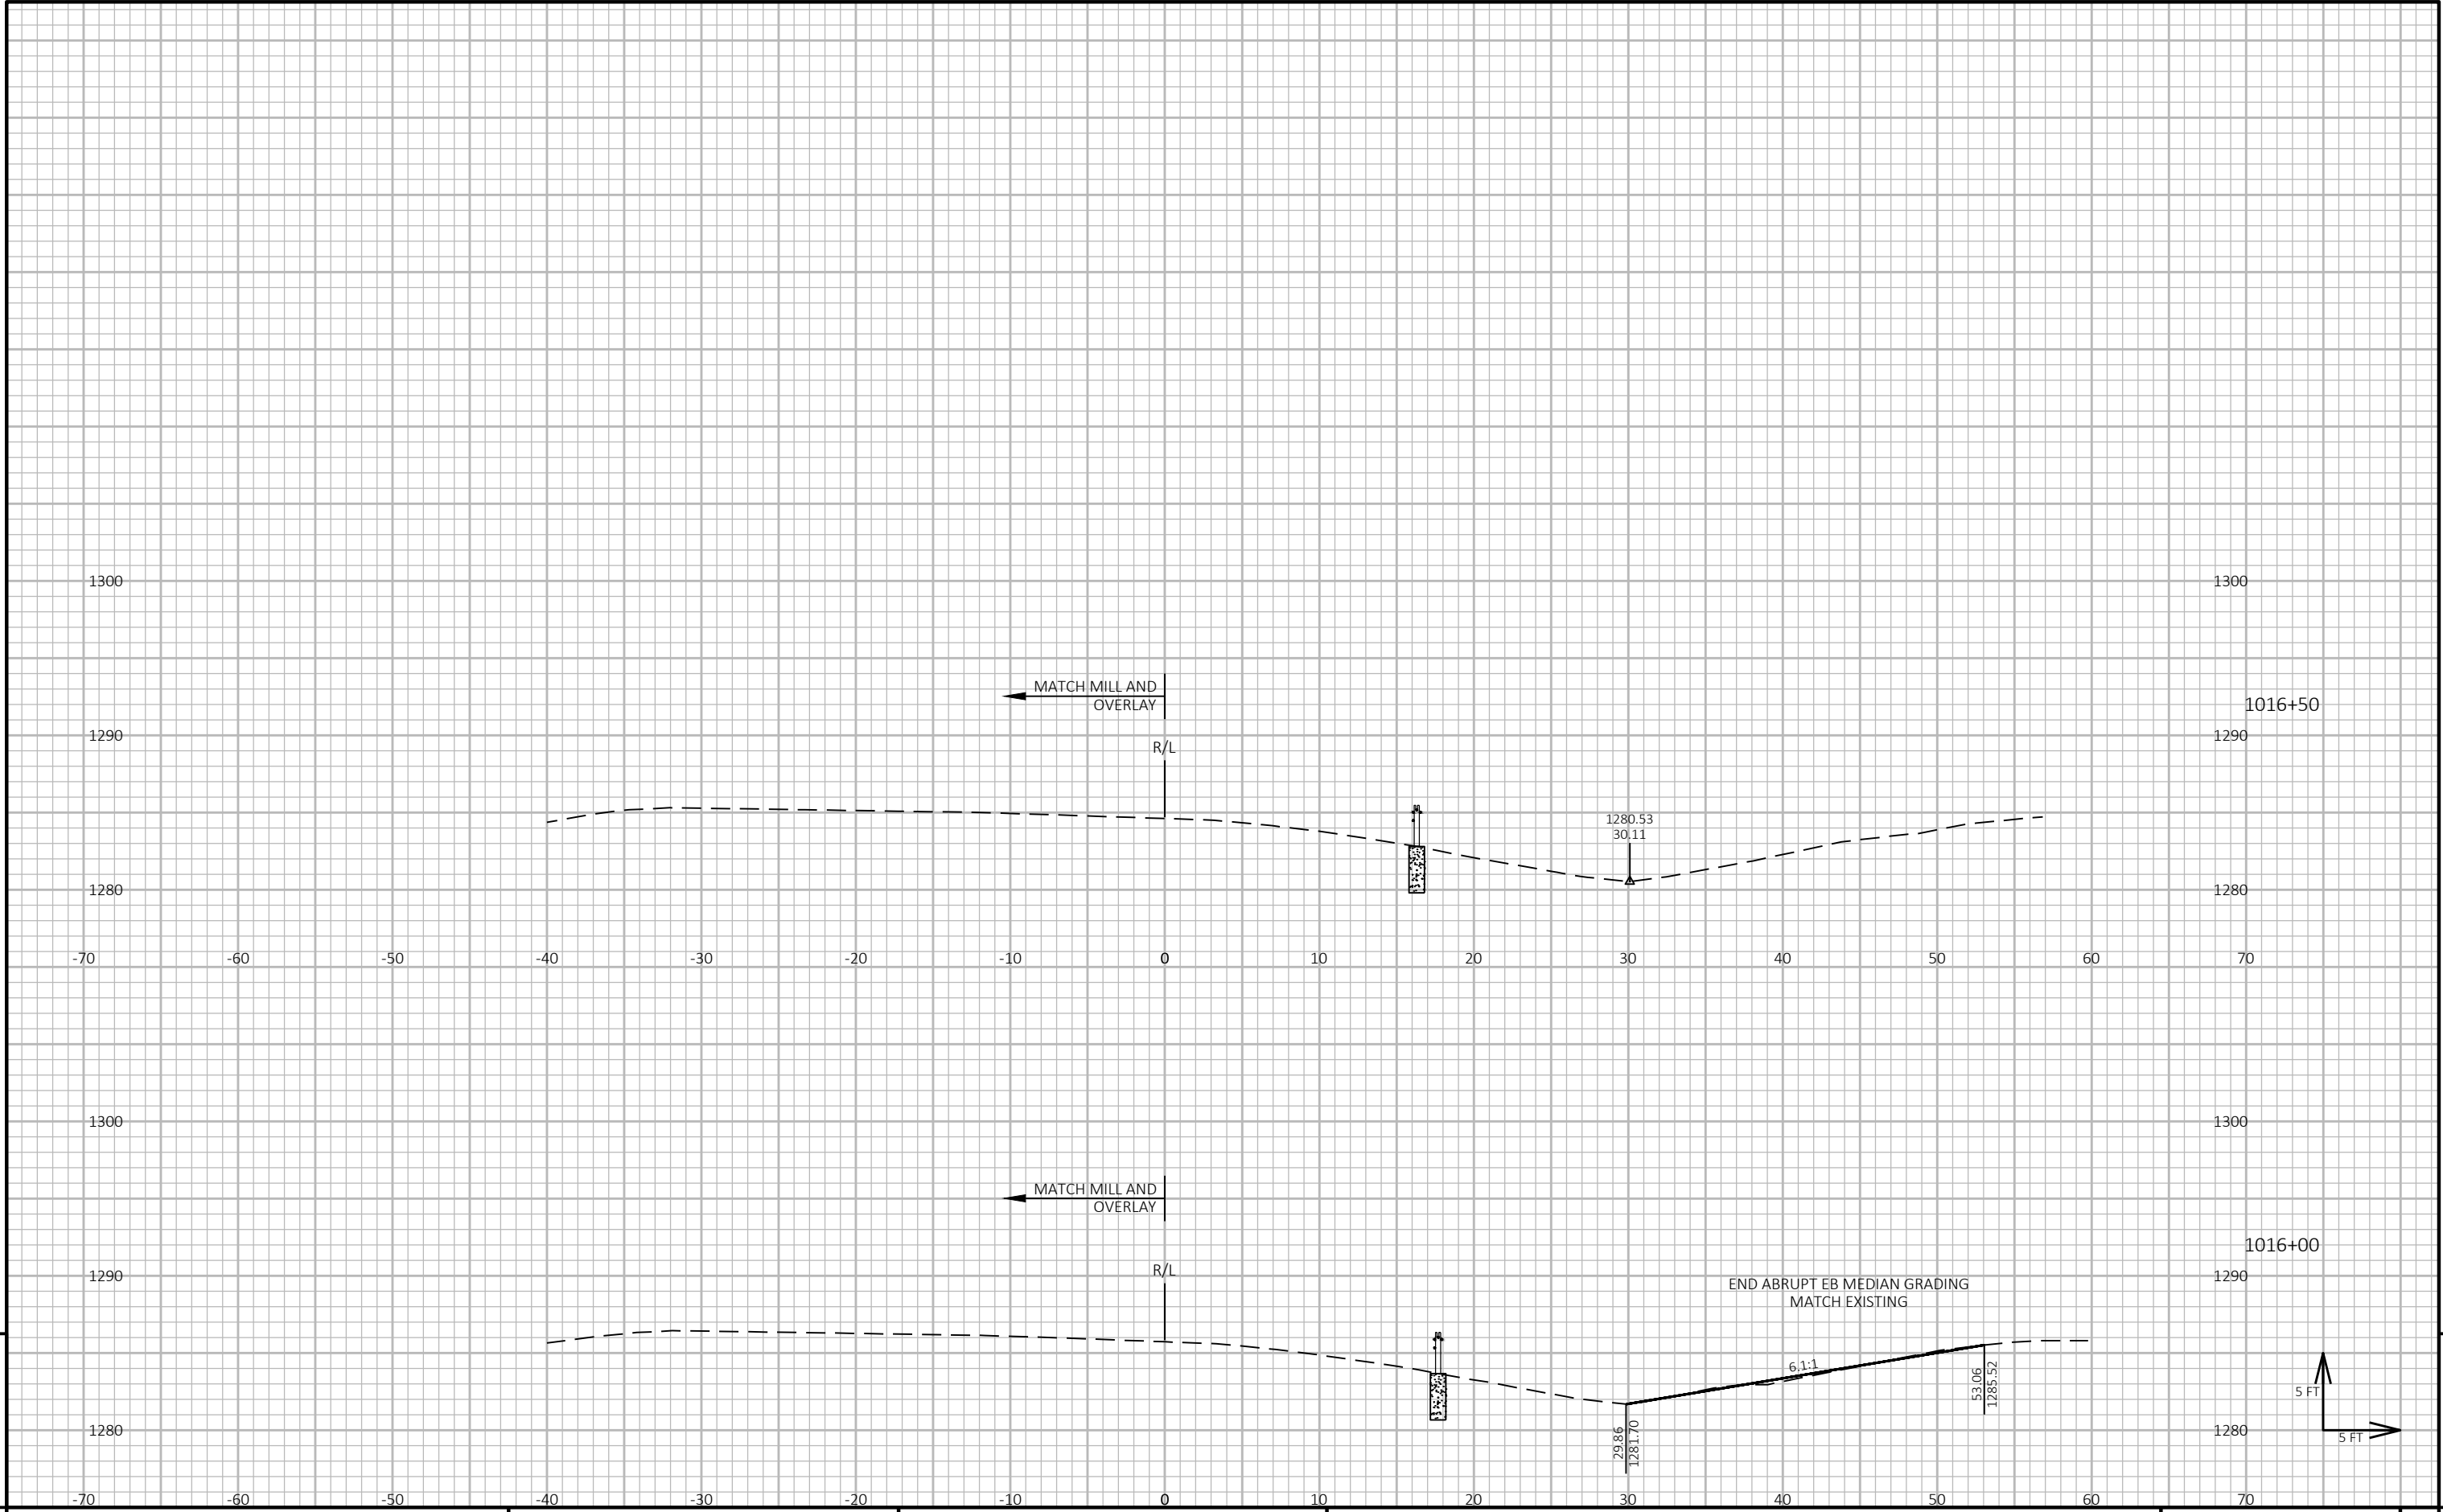 1300 1300
MATCH MILL AND
OVERLAY
1016+50
1290 1290
R/L
1280.53
30.11
1280 1280
-70 -60 -50 -40 -30 -20 -10 0 10 20 30 40 50 60 70
1300 1300
MATCH MILL AND
OVERLAY
1016+00
1290 1290
R/L
END ABRUPT EB MEDIAN GRADING
MATCH EXISTING
6.1:1
53.06
1285.52
5 FT
5 FT
1280 1280
29.86
1281.70
-70 -60 -50 -40 -30 -20 -10 0 10 20 30 40 50 60 70